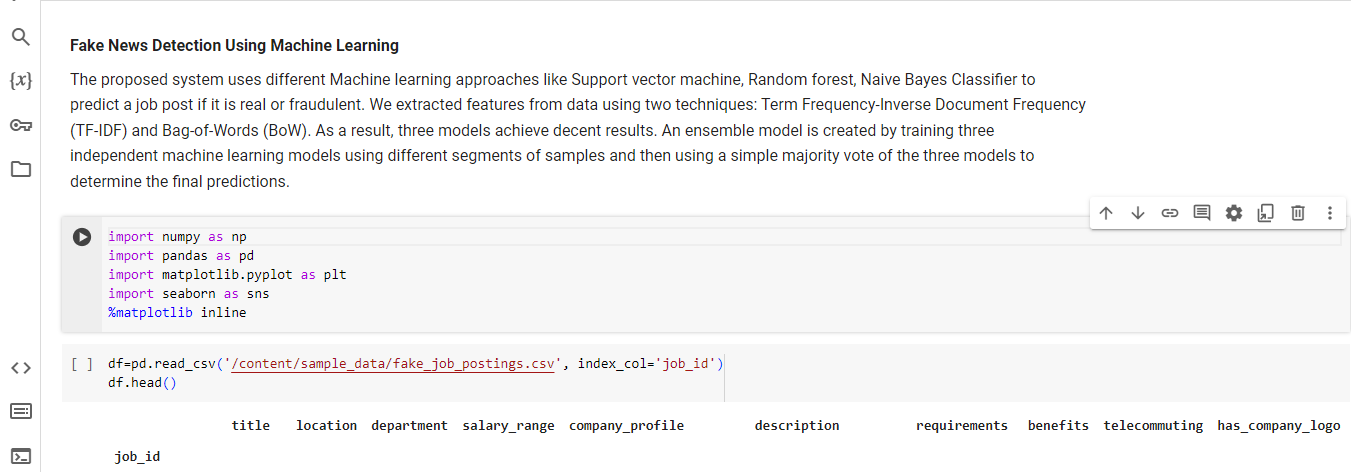 Fake News Detection Using Machine Learning
The proposed system uses different Machine learning approaches like Support vector machine, Random forest, Naive Bayes Classifier to
predict a job post if it is real or fraudulent. We extracted features from data using two techniques: Term Frequency-Inverse Document Frequency
(TF-IDF) and Bag-of-Words (BoW). As a result, three models achieve decent results. An ensemble model is created by training three
independent machine learning models using different segments of samples and then using a simple majority vote of the three models to
determine the final predictions.
import numpy as np
import pandas as pd
import matplotlib.pyplot as plt
import seaborn as sns
%matplotlib inline
[ ] df=pd.read_csv('/content/sample_data/fake_job_postings.csv', index_col='job_id')
df.head()
title location department salary_range company_profile description requirements benefits telecommuting has_company_logo
job_id